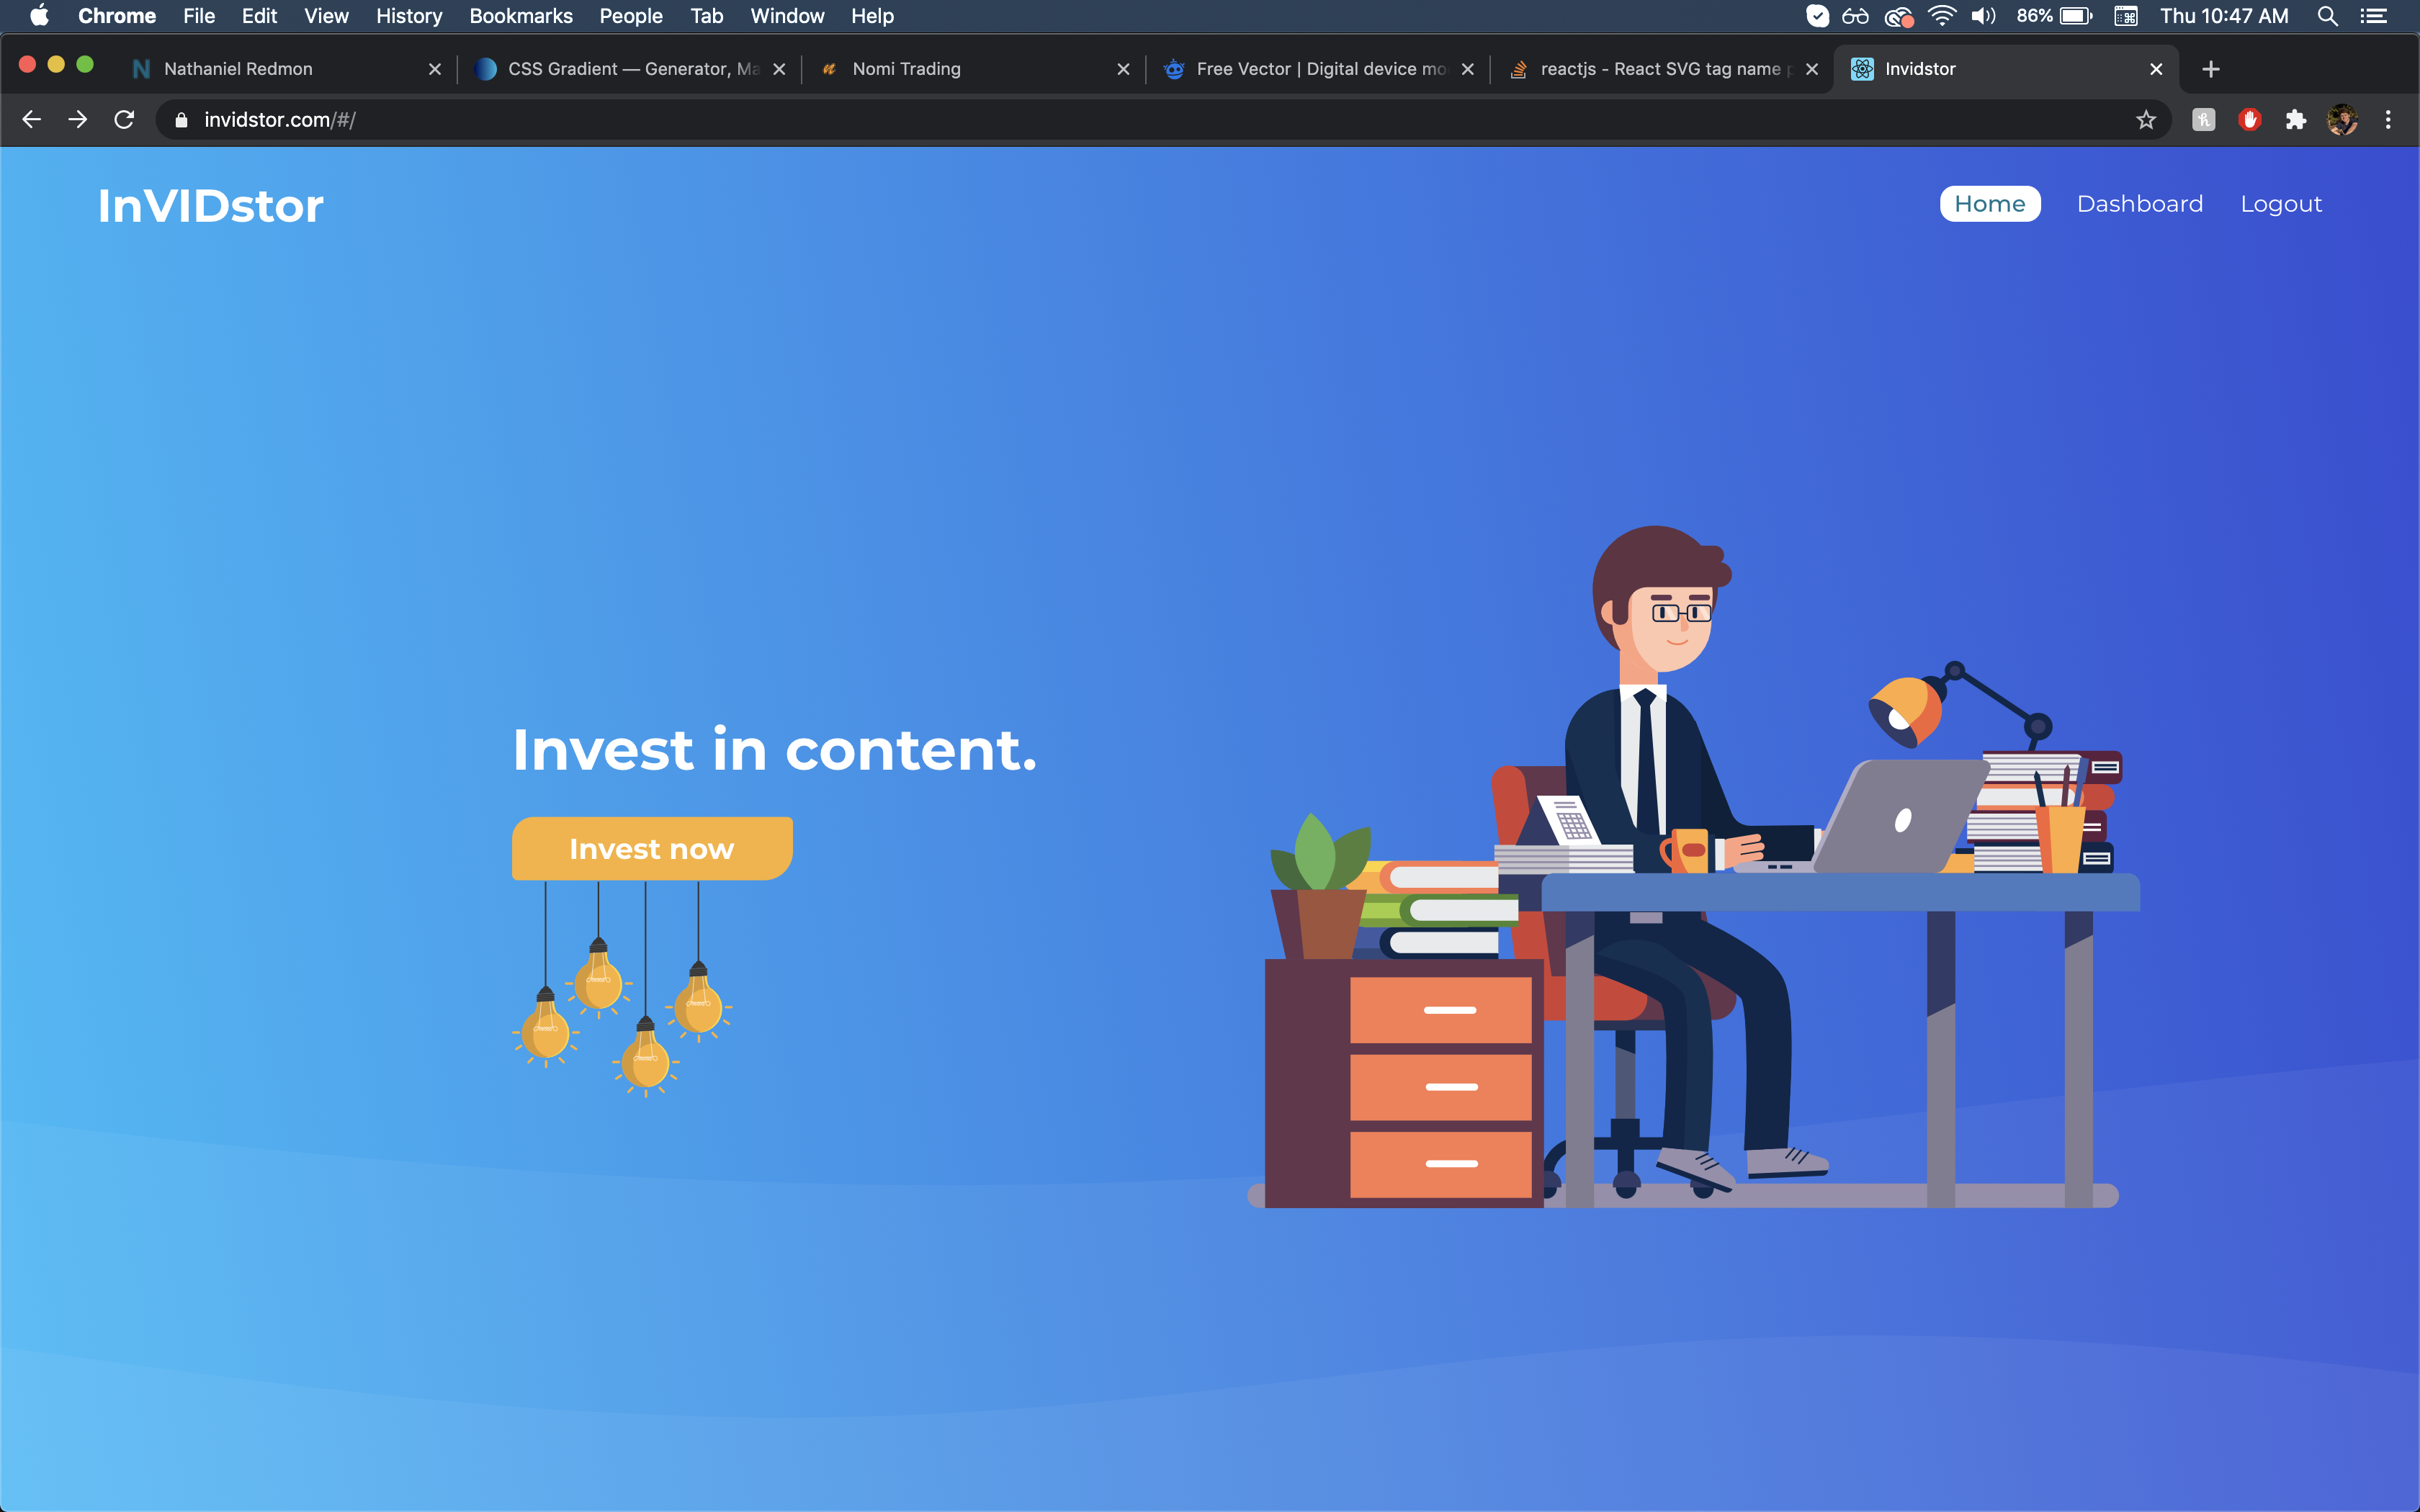 Chrome File Edit View History Bookmarks People Tab Window Help 86% Thu 10:47 AM
Nathaniel Redmon CSS Gradient — Generator, Ma Nomi Trading Free Vector | Digital device mo reactjs - React SVG tag name Invidstor
invidstor.com/#/
InVIDstor Home Dashboard Logout
Invest in content.
Invest now